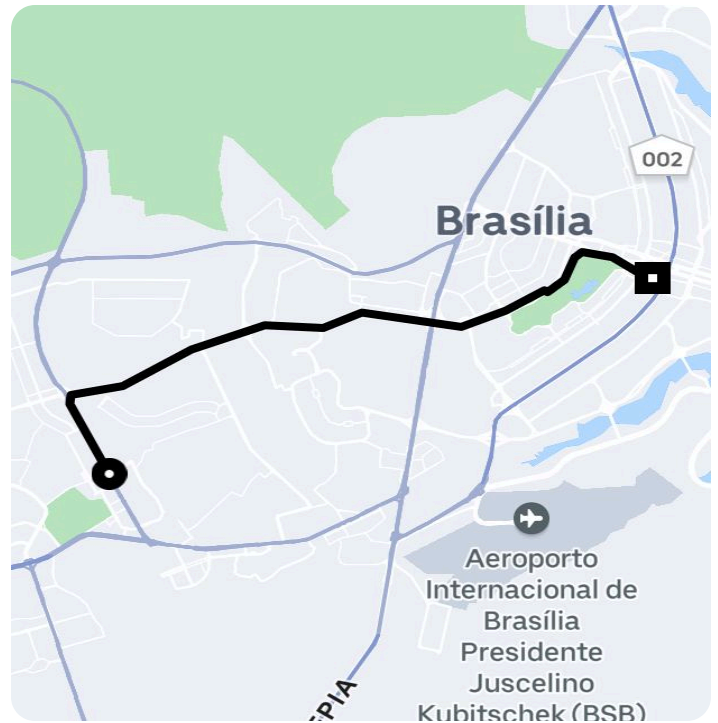 002
Brasília
Aeroporto
Internacional de
Brasília
Presidente
Juscelino
Kubitschek (BSB)
EPIA